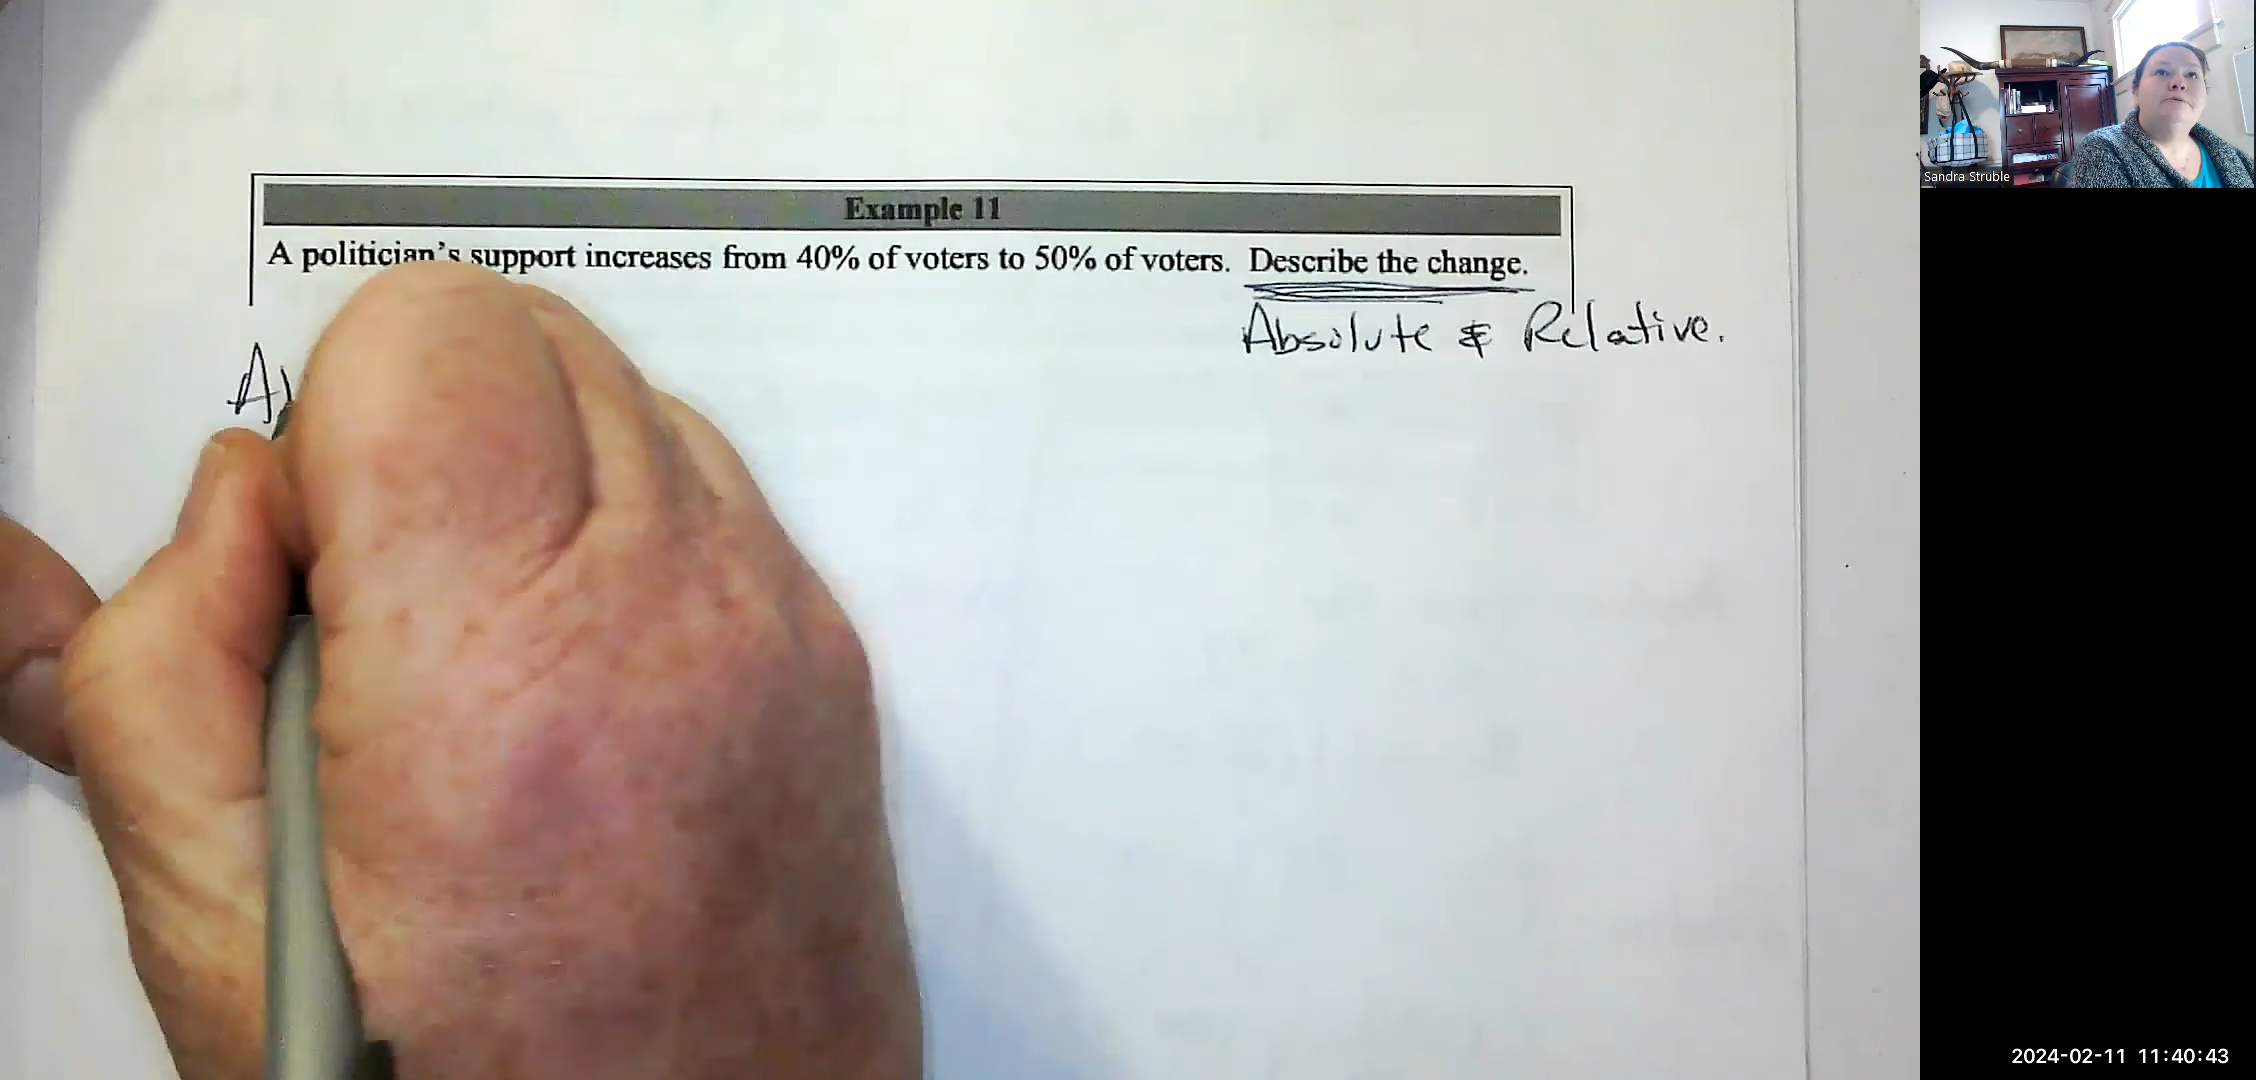 Example 11
A politician's support increases from 40% of voters to 50% of voters. Describe the change.
Absolute & Relative.
Sandra Struble
2024-02-11 11:40:43